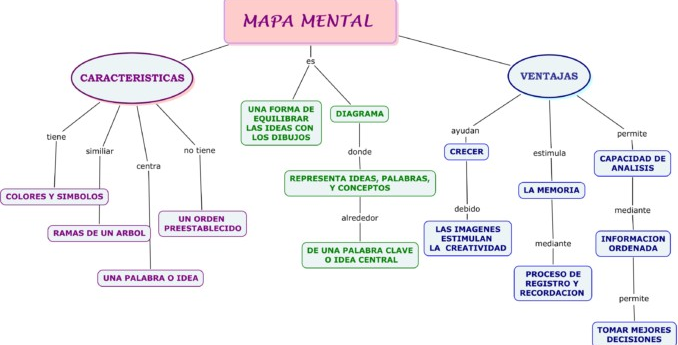 MAPA MENTAL
es
CARACTERISTICAS
VENTAJAS
UNA FORMA DE
EQUILIBRAR
LAS IDEAS CON
LOS DIBUJOS
DIAGRAMA
tiene
similiar
centra
no tiene
donde
ayudan
estimula
permite
CRECER
CAPACIDAD DE
ANALISIS
REPRESENTA IDEAS, PALABRAS,
Y CONCEPTOS
LA MEMORIA
COLORES Y SIMBOLOS
UN ORDEN
PREESTABLECIDO
RAMAS DE UN ARBOL
alrededor
debido
mediante
LAS IMAGENES
ESTIMULAN
LA CREATIVIDAD
INFORMACION
ORDENADA
DE UNA PALABRA CLAVE
O IDEA CENTRAL
mediante
UNA PALABRA O IDEA
PROCESO DE
REGISTRO Y
RECORDACION
permite
TOMAR MEJORES
DECISIONES